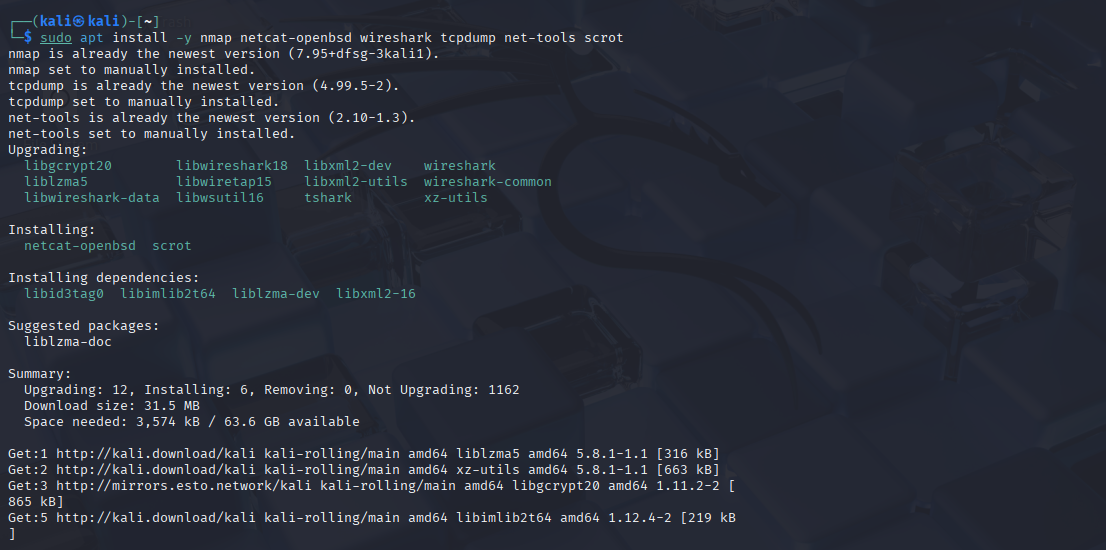 ┌──(kali㉿kali)-[~]
└─$ sudo apt install -y nmap netcat-openbsd wireshark tcpdump net-tools scrot
nmap is already the newest version (7.95+dfsg-3kali1).
nmap set to manually installed.
tcpdump is already the newest version (4.99.5-2).
tcpdump set to manually installed.
net-tools is already the newest version (2.10-1.3).
net-tools set to manually installed.
Upgrading:
  libgcrypt20        libwireshark18  libxml2-dev    wireshark
  liblzma5           libwiretap15    libxml2-utils  wireshark-common
  libwireshark-data  libwsutil16     tshark         xz-utils

Installing:
  netcat-openbsd  scrot

Installing dependencies:
  libid3tag0  libimlib2t64  liblzma-dev  libxml2-16

Suggested packages:
  liblzma-doc

Summary:
  Upgrading: 12, Installing: 6, Removing: 0, Not Upgrading: 1162
  Download size: 31.5 MB
  Space needed: 3,574 kB / 63.6 GB available

Get:1 http://kali.download/kali kali-rolling/main amd64 liblzma5 amd64 5.8.1-1.1 [316 kB]
Get:2 http://kali.download/kali kali-rolling/main amd64 xz-utils amd64 5.8.1-1.1 [663 kB]
Get:3 http://mirrors.esto.network/kali kali-rolling/main amd64 libgcrypt20 amd64 1.11.2-2 [
865 kB]
Get:5 http://kali.download/kali kali-rolling/main amd64 libimlib2t64 amd64 1.12.4-2 [219 kB
]